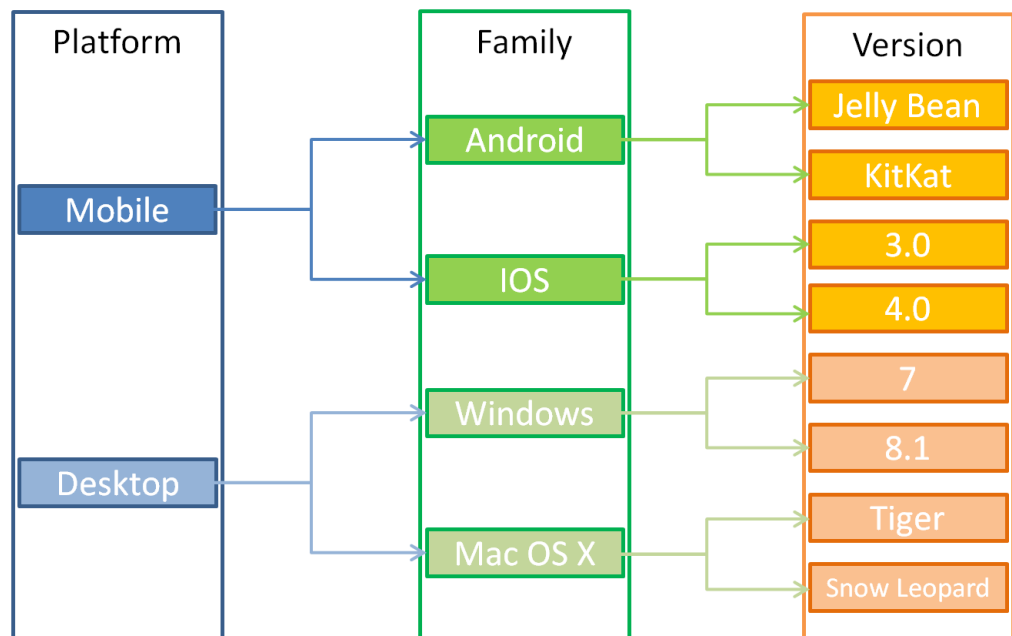 Platform
Family
Version
Mobile
Desktop
Android
IOS
Windows
Mac OS X
Jelly Bean
KitKat
3.0
4.0
7
8.1
Tiger
Snow Leopard